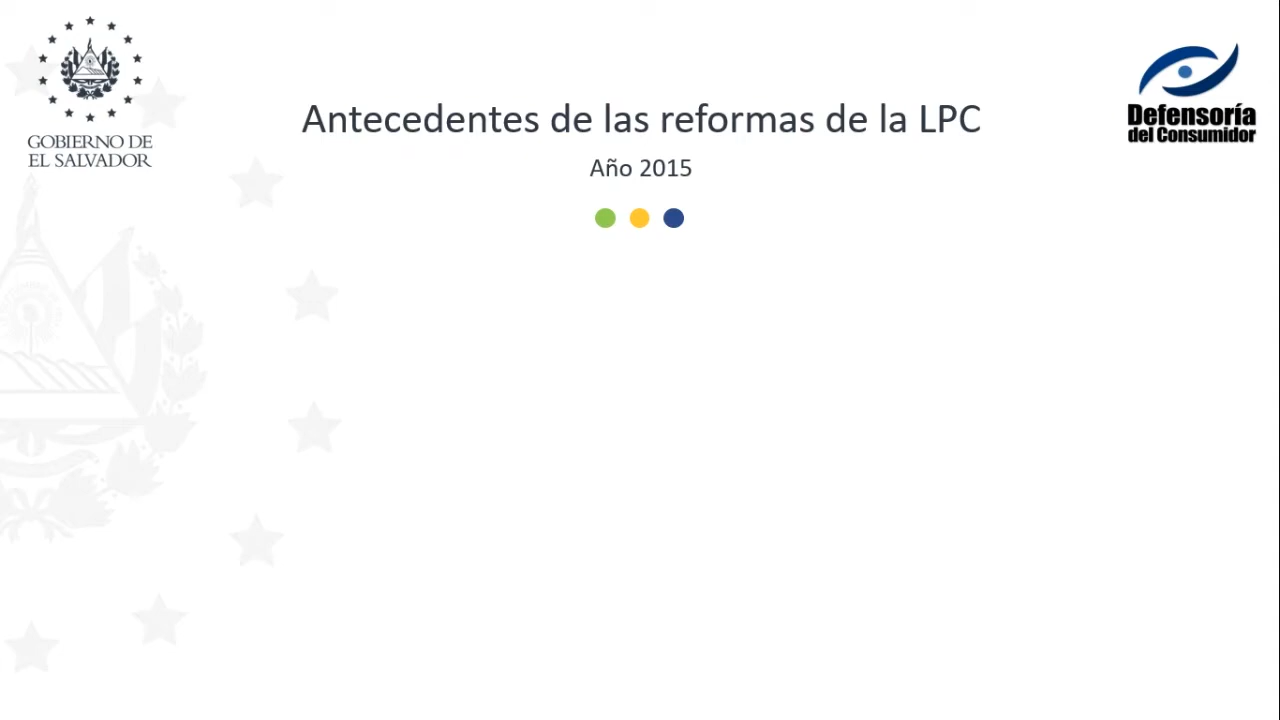 GOBIERNO DE
EL SALVADOR
Antecedentes de las reformas de la LPC
Año 2015
Defensoría
del Consumidor